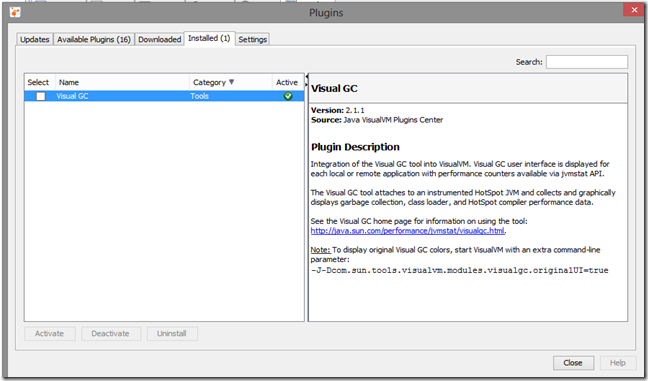 Plugins
Updates Available Plugins (16) Downloaded Installed (1) Settings
Search:
Select Name Category Active
Visual GC Tools
Visual GC
Version: 2.1.1
Source: Java VisualVM Plugins Center
Plugin Description
Integration of the Visual GC tool into VisualVM. Visual GC user interface is displayed for
each local or remote application with performance counters available via jvmstat API.
The Visual GC tool attaches to an instrumented HotSpot JVM and collects and graphically
displays garbage collection, class loader, and HotSpot compiler performance data.
See the Visual GC home page for information on using the tool:
http://java.sun.com/performance/jvmstat/visualgc.html.
Note: To display original Visual GC colors, start VisualVM with an extra command-line
parameter:
-J-Dcom.sun.tools.visualvm.modules.visualgc.originalUI=true
Activate Deactivate Uninstall
Close Help